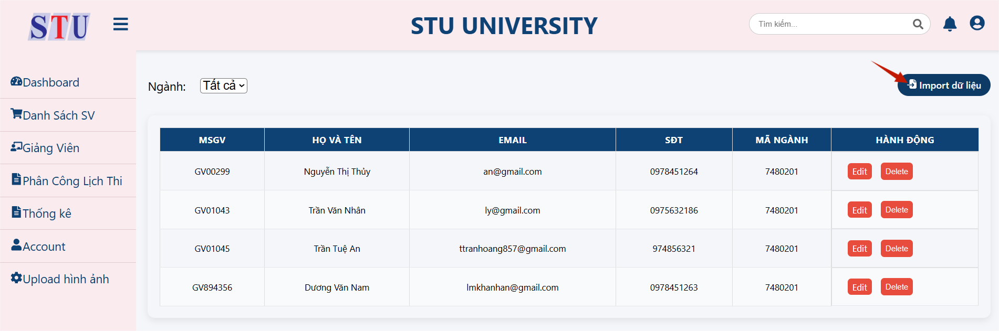 STU
STU UNIVERSITY
Tìm kiếm...
Dashboard
Danh Sách SV
Giảng Viên
Phân Công Lịch Thi
Thống kê
Account
Upload hình ảnh
Ngành: Tất cả
Import dữ liệu
MSGV HỌ VÀ TÊN EMAIL SĐT MÃ NGÀNH HÀNH ĐỘNG
GV00299 Nguyễn Thị Thủy an@gmail.com 0978451264 7480201 Edit Delete
GV01043 Trần Văn Nhân ly@gmail.com 0975632186 7480201 Edit Delete
GV01045 Trần Tuệ An ttranhoang857@gmail.com 974856321 7480201 Edit Delete
GV894356 Dương Văn Nam lmkhanhan@gmail.com 0978451263 7480201 Edit Delete